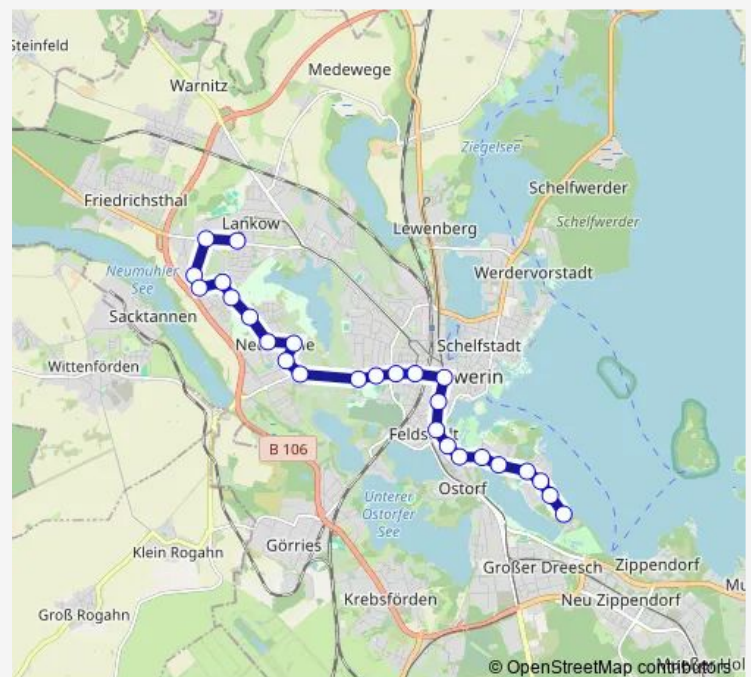 Steinfeld
Medewege
Warnitz
Ziegelsee
Schelfwerder
Friedrichsthal
Lankow
Schelfwerder
Lewenberg
Neumühler
See
Werdervorstadt
Sacktannen
Schelfstadt
Wittenförden
B 106
Ostorf
Unterer
Ostorfer
See
Klein Rogahn
Görries
Großer Dreesch
Zippendorf
Krebsförden
Neu Zippendorf
Groß Rogahn
© OpenStreetMap contributors